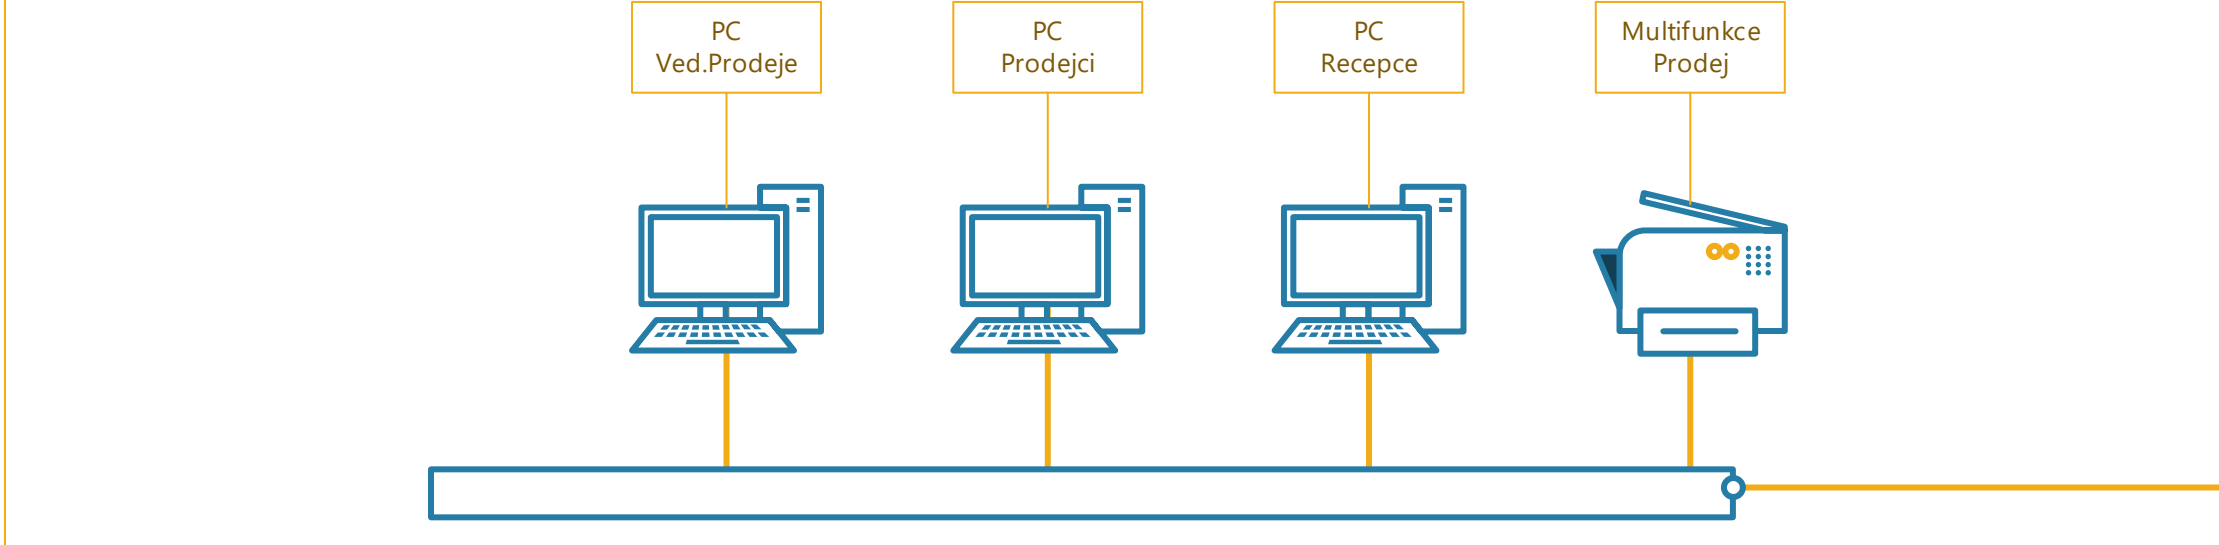 PC
Ved.Prodeje
PC
Prodejci
PC
Recepce
Multifunkce
Prodej